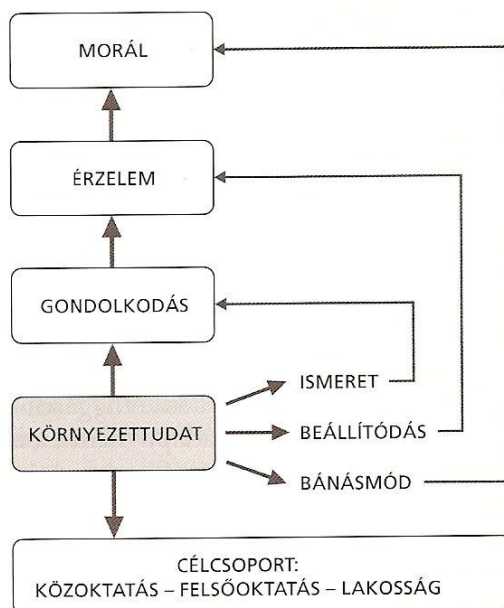 MORÁL
ÉRZELEM
GONDOLKODÁS
ISMERET
KÖRNYEZETTUDAT
BEÁLLÍTÓDÁS
BÁNÁSMÓD
CÉLCSOPORT:
KÖZOKTATÁS – FELSŐOKTATÁS – LAKOSSÁG